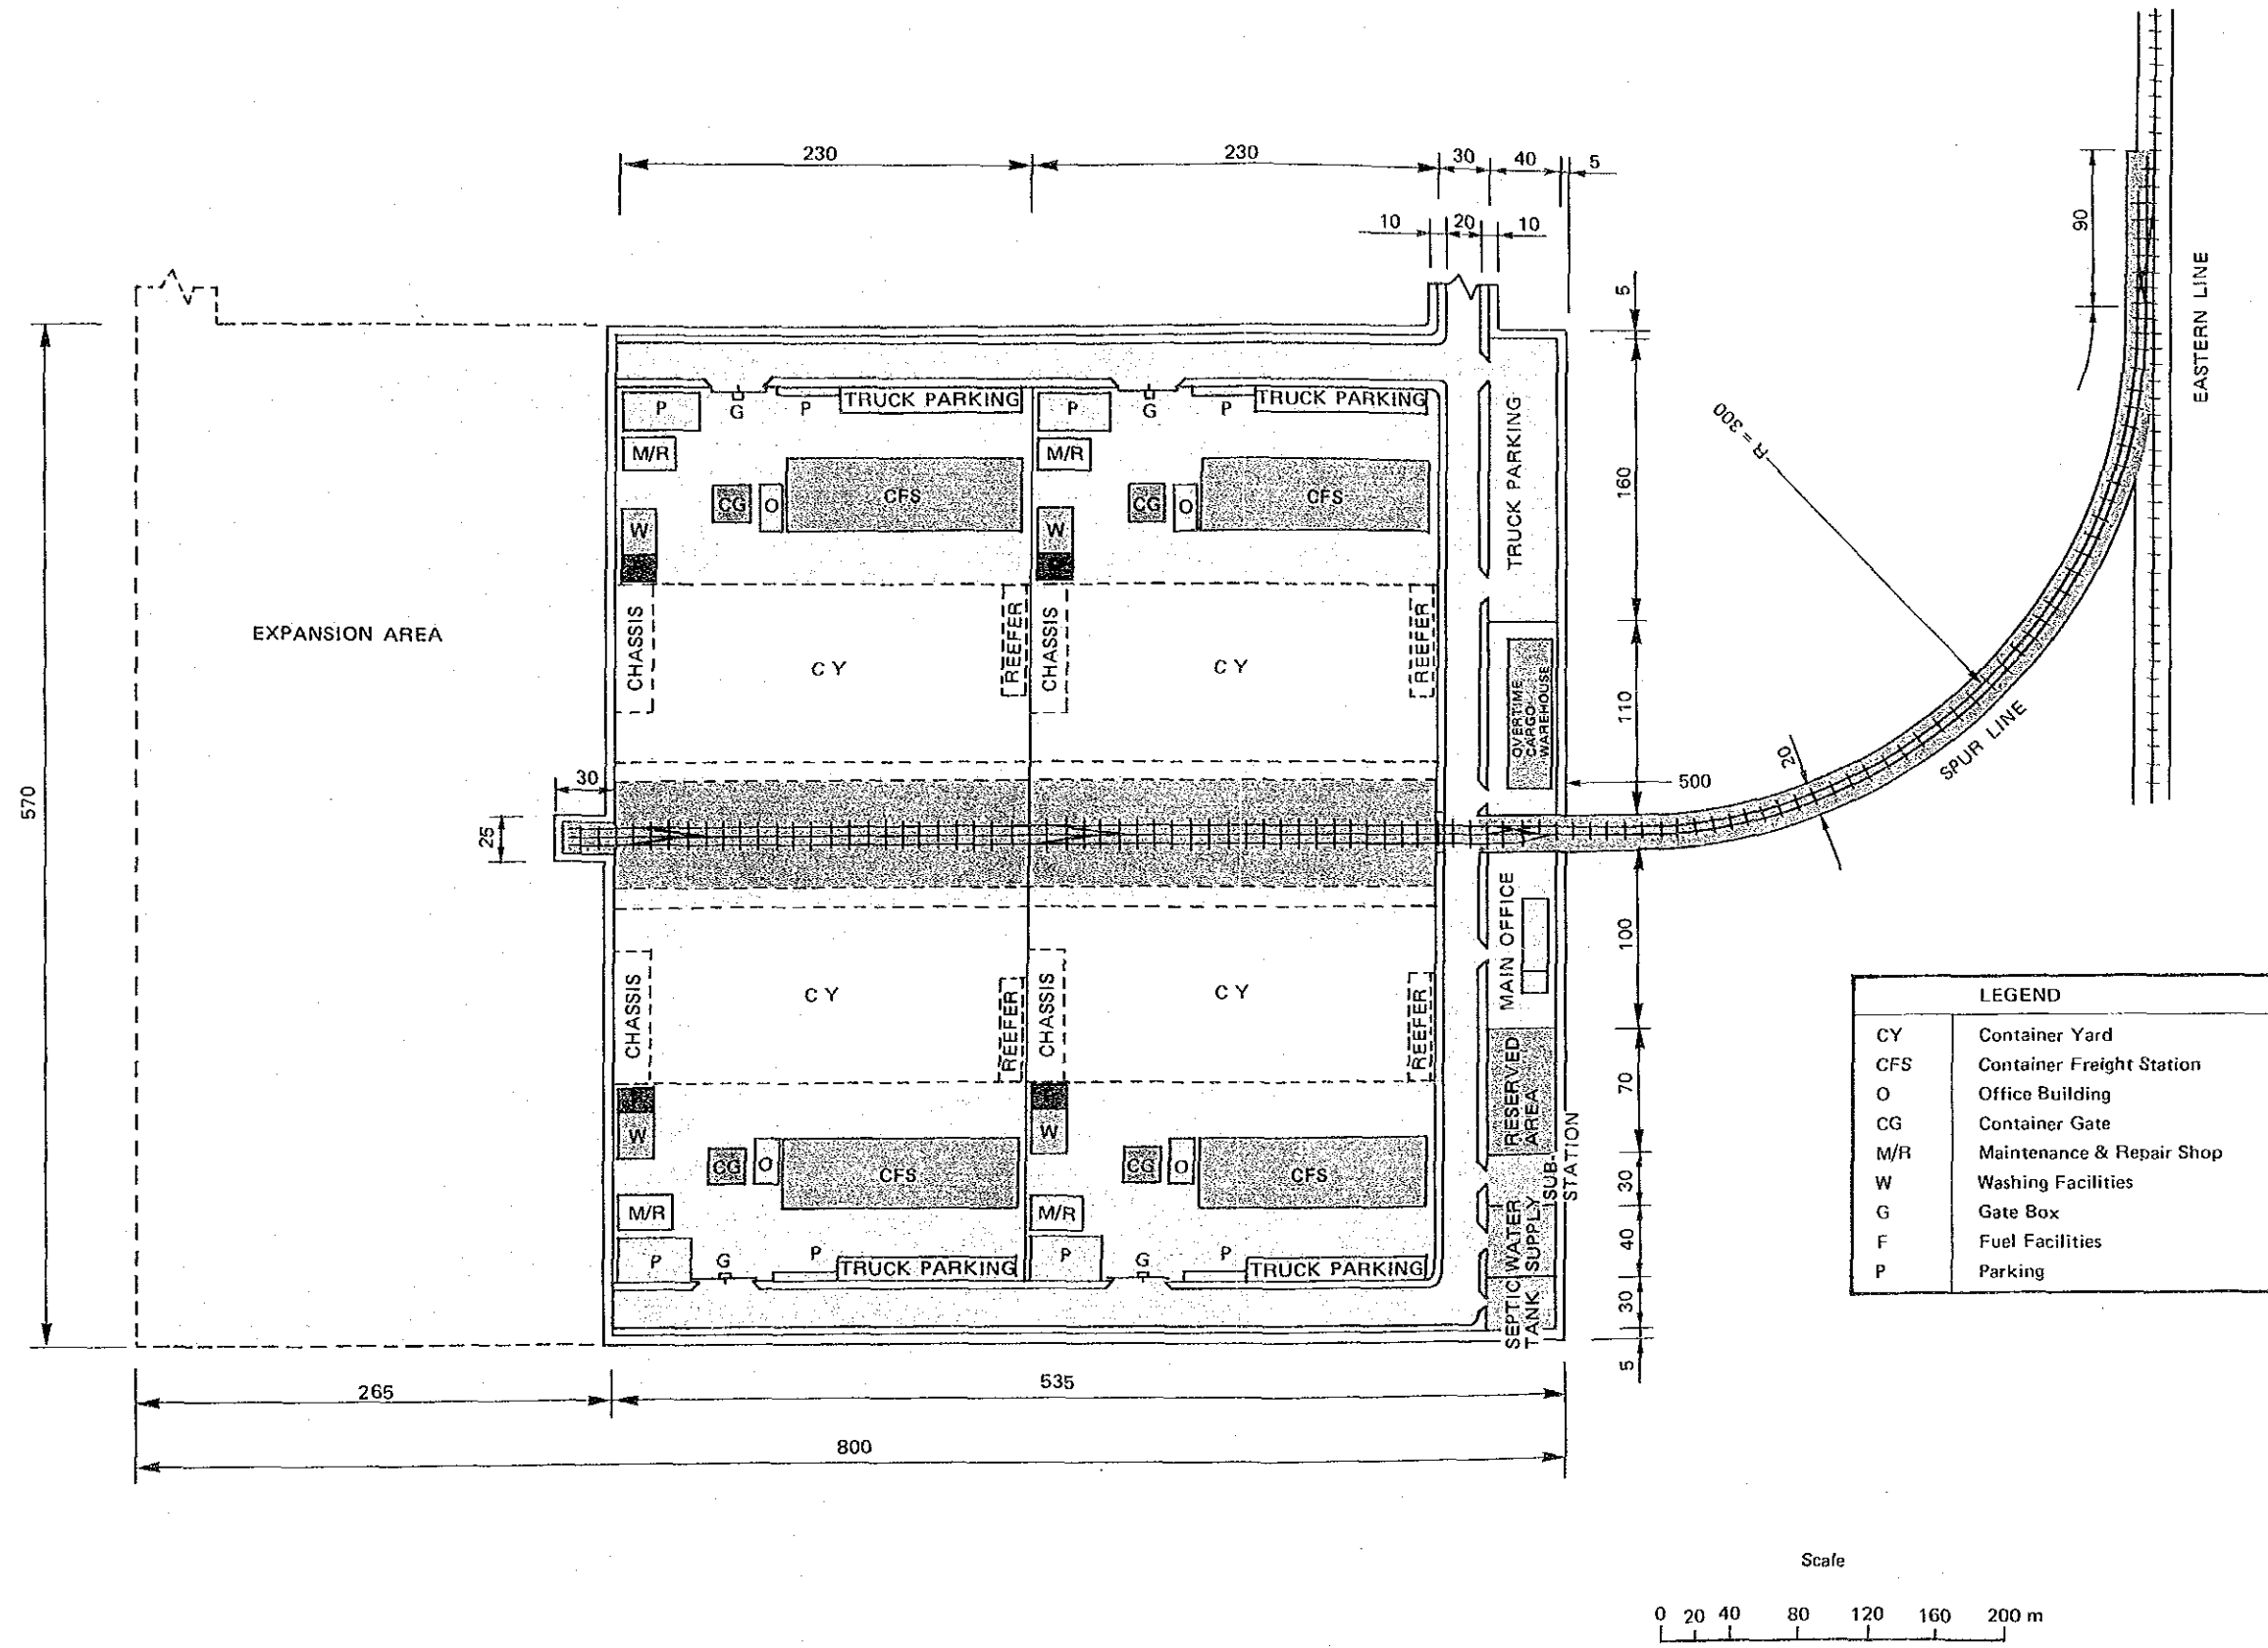 230
230
30
40
5
10
20
10
90
EASTERN LINE
5
P
G
P
TRUCK PARKING
P
G
P
TRUCK PARKING
R = 300
M/R
M/R
TRUCK PARKING
160
CG
O
CFS
CG
O
CFS
W
W
EXPANSION AREA
CHASSIS
C Y
REEFER
CHASSIS
C Y
REEFER
OVERTIME
CARGO
WAREHOUSE
110
SPUR LINE
30
500
20
570
25
CHASSIS
C Y
REEFER
CHASSIS
C Y
REEFER
MAIN OFFICE
100
RESERVED
AREA
70
W
W
CG
O
CFS
CG
O
CFS
SUB-
STATION
30
M/R
M/R
WATER
SUPPLY
40
P
G
P
TRUCK PARKING
P
G
P
TRUCK PARKING
SEPTIC
TANK
30
5
265
535
800
LEGEND
CY Container Yard
CFS Container Freight Station
O Office Building
CG Container Gate
M/R Maintenance & Repair Shop
W Washing Facilities
G Gate Box
F Fuel Facilities
P Parking
Scale
0 20 40 80 120 160 200 m